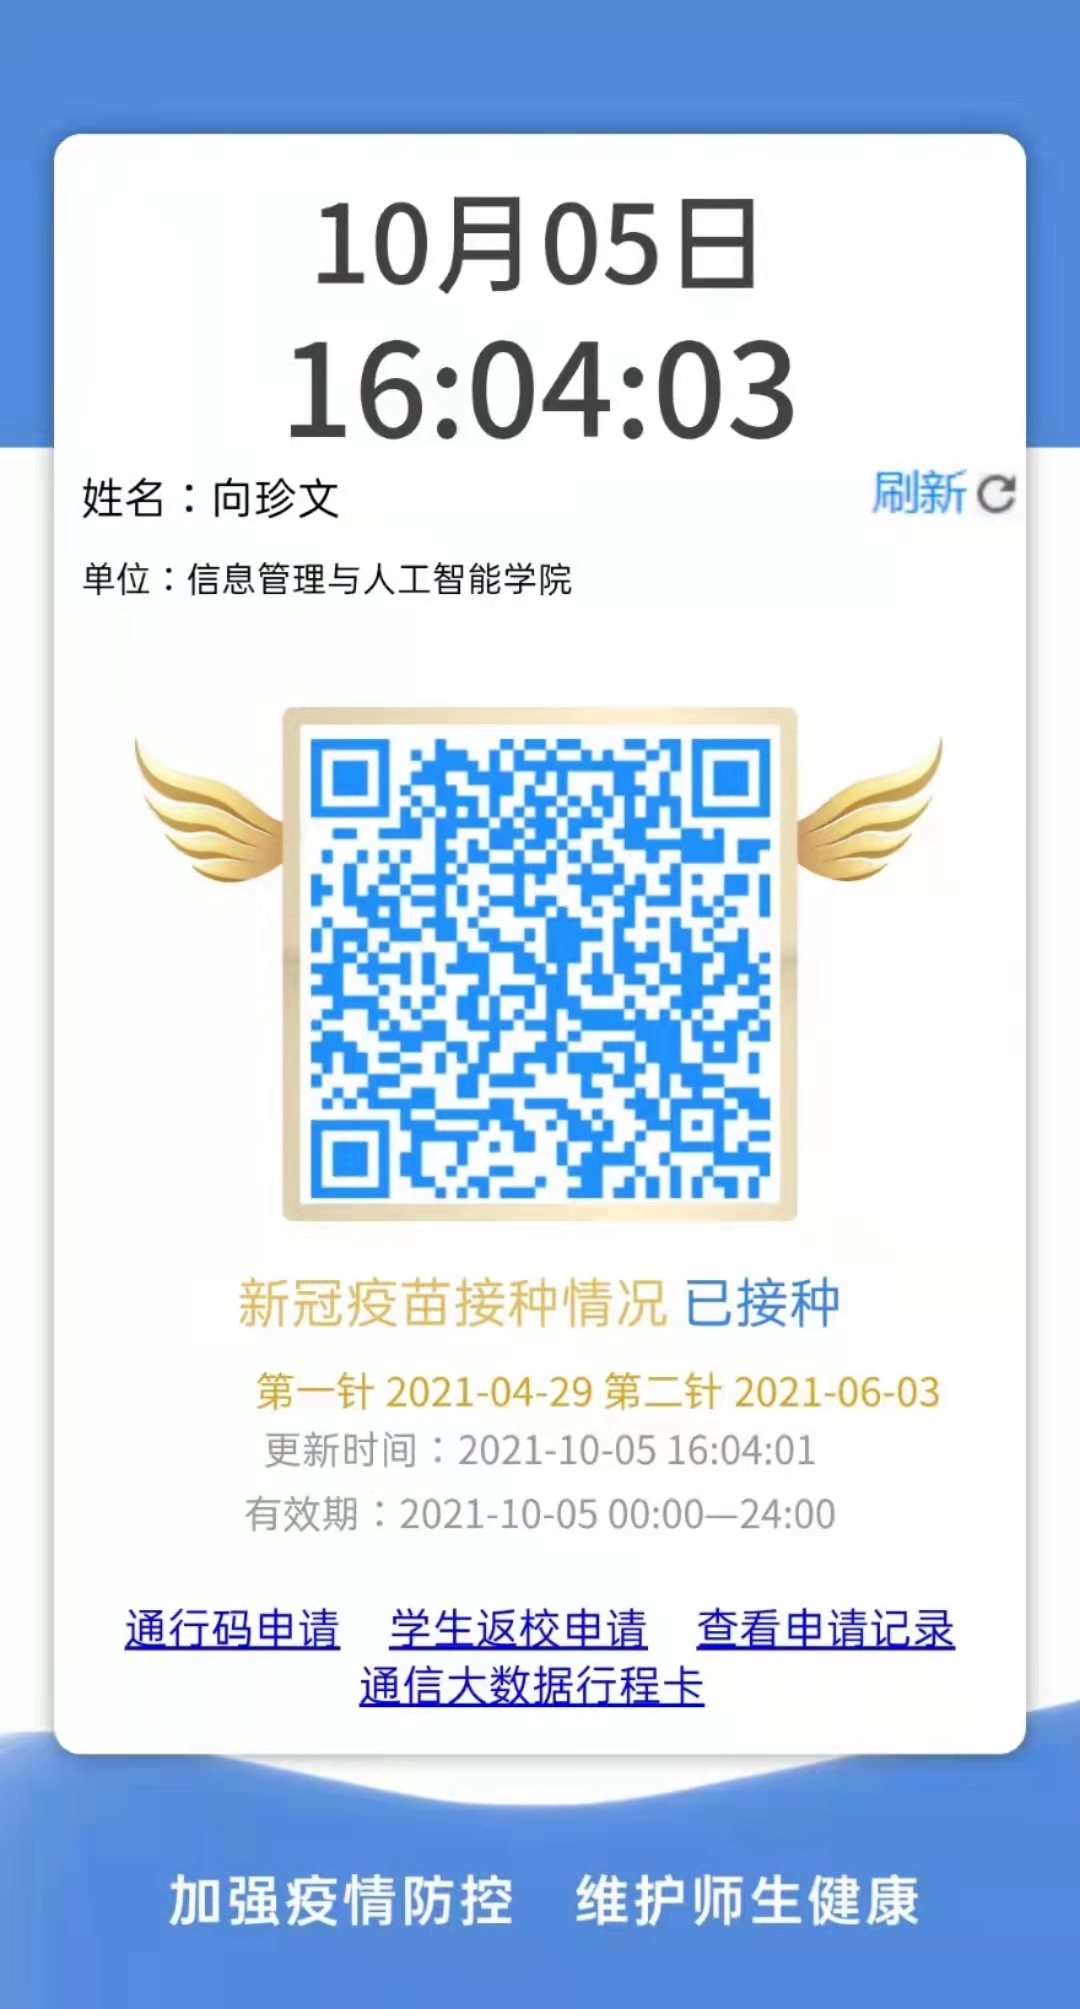 10月05日
16:04:03
姓名：向珍文
刷新
单位：信息管理与人工智能学院
新冠疫苗接种情况 已接种
第一针 2021-04-29 第二针 2021-06-03
更新时间：2021-10-05 16:04:01
有效期：2021-10-05 00:00—24:00
通行码申请 学生返校申请 查看申请记录
通信大数据行程卡
加强疫情防控 维护师生健康